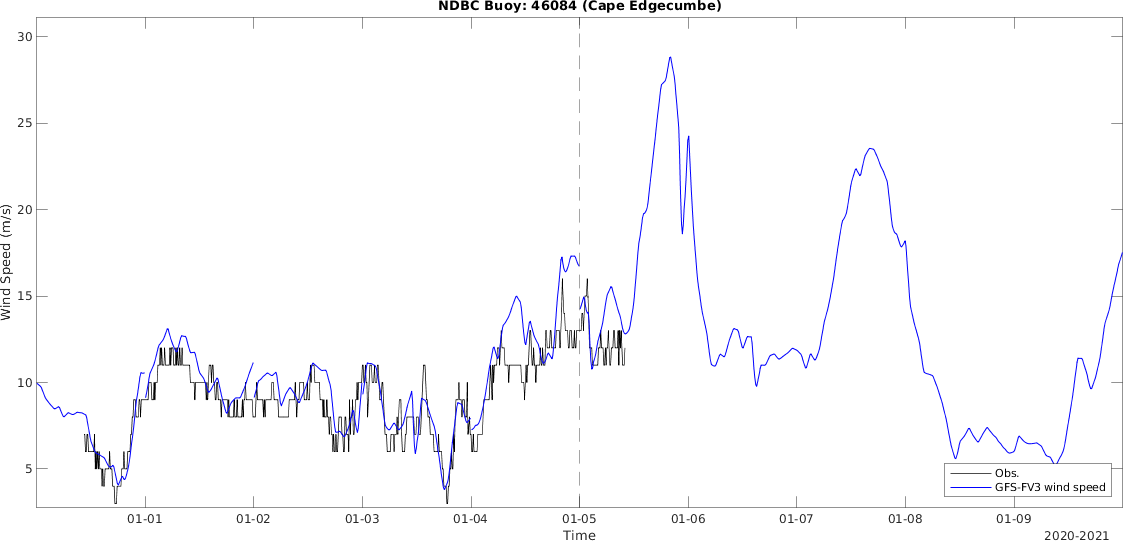 NDBC Buoy: 46084 (Cape Edgecumbe)
30
25
20
15
10
5
Wind Speed (m/s)
Obs.
GFS-FV3 wind speed
01-01 01-02 01-03 01-04 01-05 01-06 01-07 01-08 01-09
Time
2020-2021